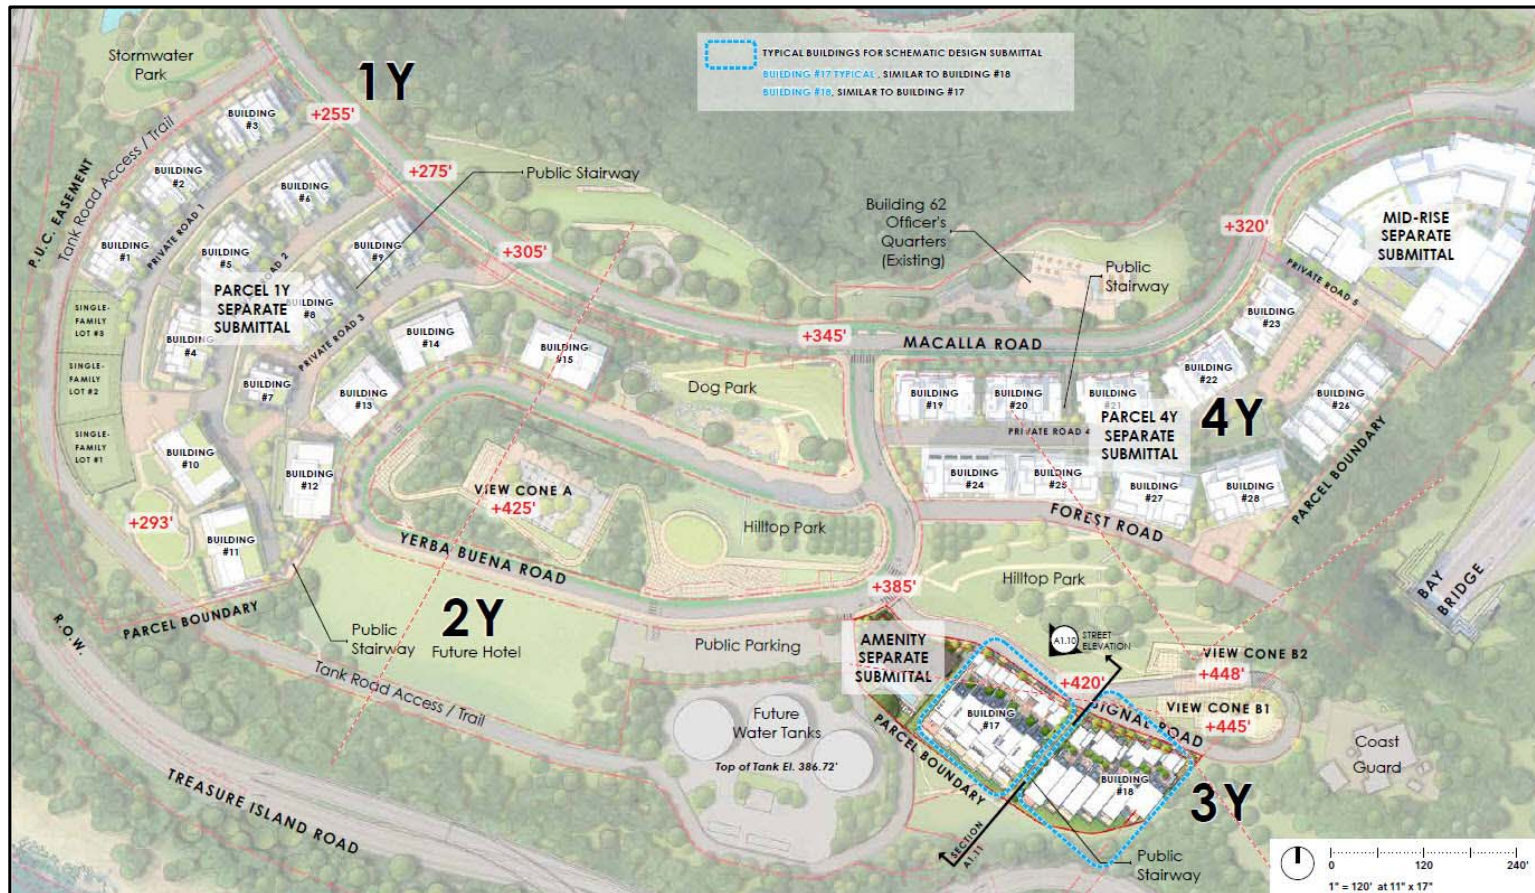 TYPICAL BUILDINGS FOR SCHEMATIC DESIGN SUBMITTAL
BUILDING #17 TYPICAL, SIMILAR TO BUILDING #18
BUILDING #18, SIMILAR TO BUILDING #17
Stormwater
Park
1Y
+255'
+275'
+305'
+345'
+320'
Public Stairway
P.U.C. EASEMENT
Tank Road Access / Trail
BUILDING
#3
BUILDING
#2
BUILDING
#1
PRIVATE ROAD 1
BUILDING
#6
BUILDING
#5
BUILDING
#9
ROAD 2
BUILDING
#8
PARCEL 1Y
SEPARATE
SUBMITTAL
BUILDING
#4
PRIVATE ROAD 3
BUILDING
#7
BUILDING
#14
BUILDING
#15
BUILDING
#13
SINGLE-
FAMILY
LOT #3
SINGLE-
FAMILY
LOT #2
SINGLE-
FAMILY
LOT #1
BUILDING
#10
BUILDING
#12
BUILDING
#11
+293'
PARCEL BOUNDARY
R.O.W.
Public
Stairway
Building 62
Officer's
Quarters
(Existing)
Public
Stairway
MACALLA ROAD
MID-RISE
SEPARATE
SUBMITTAL
PRIVATE ROAD 5
BUILDING
#23
BUILDING
#22
BUILDING
#19
BUILDING
#20
BUILDING
#21
BUILDING
#26
PRIVATE ROAD 4
PARCEL 4Y
SEPARATE
SUBMITTAL
4Y
BUILDING
#24
BUILDING
#25
BUILDING
#27
BUILDING
#28
PARCEL BOUNDARY
FOREST ROAD
BAY
BRIDGE
Dog Park
VIEW CONE A
+425'
Hilltop Park
YERBA BUENA ROAD
2Y
Future Hotel
Tank Road Access / Trail
TREASURE ISLAND ROAD
+385'
Hilltop Park
Public Parking
Future
Water Tanks
Top of Tank El. 386.72'
AMENITY
SEPARATE
SUBMITTAL
A1.10
STREET
ELEVATION
VIEW CONE B2
+448'
+420'
VIEW CONE B1
+445'
SIGNAL ROAD
BUILDING
#17
BUILDING
#18
PARCEL BOUNDARY
SECTION
A1.11
3Y
Public
Stairway
Coast
Guard
0 120 240'
1" = 120' at 11" x 17"